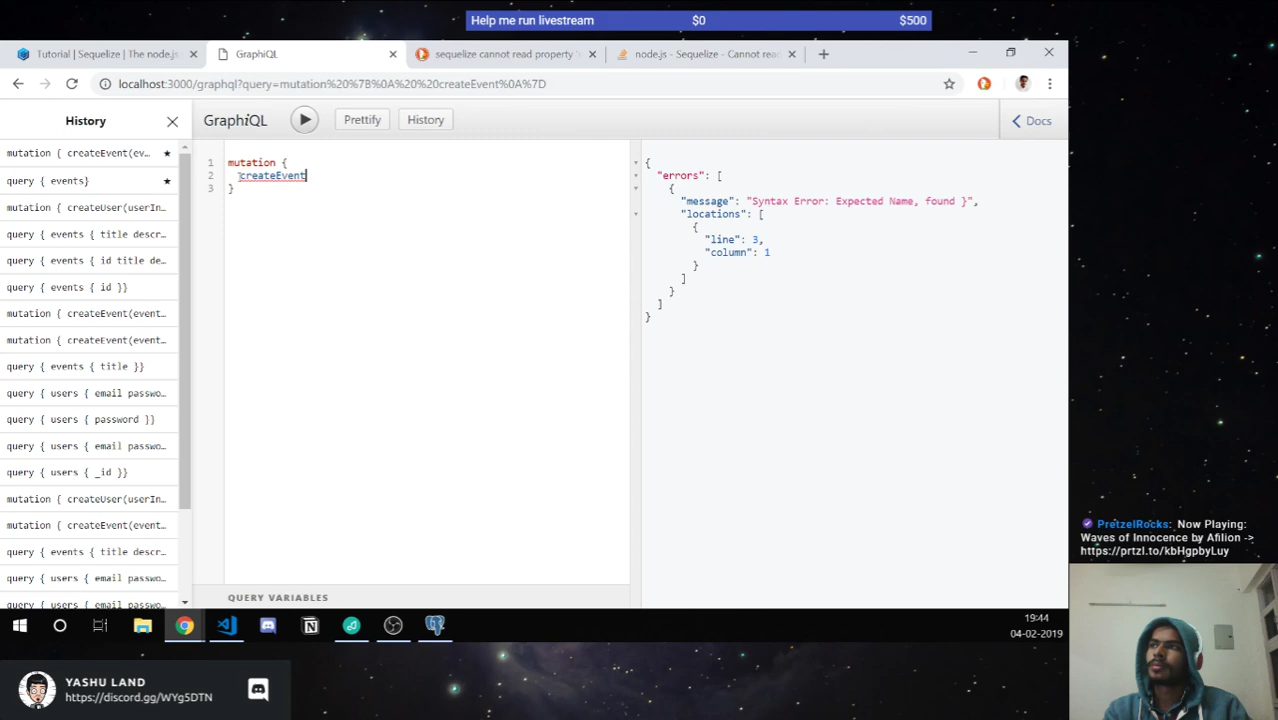 Help me run livestream $0 $500
Tutorial | Sequelize | The node.js
GraphiQL
sequelize cannot read property '
node.js - Sequelize - Cannot rea
localhost:3000/graphql?query=mutation%20%7B%0A%20%20createEvent%0A%7D
History
GraphiQL
Prettify
History
Docs
mutation { createEvent(ev...
query { events}
mutation { createUser(userIn...
query { events { title descr...
query { events { id title de...
query { events { id }}
mutation { createEvent(event...
mutation { createEvent(event...
query { events { title }}
query { users { email passwo...
query { users { password }}
query { users { email passwo...
query { users { _id }}
mutation { createUser(userIn...
mutation { createEvent(event...
query { events { title descr...
query { users { email passwo...
query { users { email passwo...
1 mutation {
2 createEvent
3 }
QUERY VARIABLES
{
"errors": [
{
"message": "Syntax Error: Expected Name, found }",
"locations": [
{
"line": 3,
"column": 1
}
]
}
]
}
PretzelRocks: Now Playing:
Waves of Innocence by Afilion ->
https://prtzl.to/kbHgpbyLuy
19:44
04-02-2019
YASHU LAND
https://discord.gg/WYg5DTN